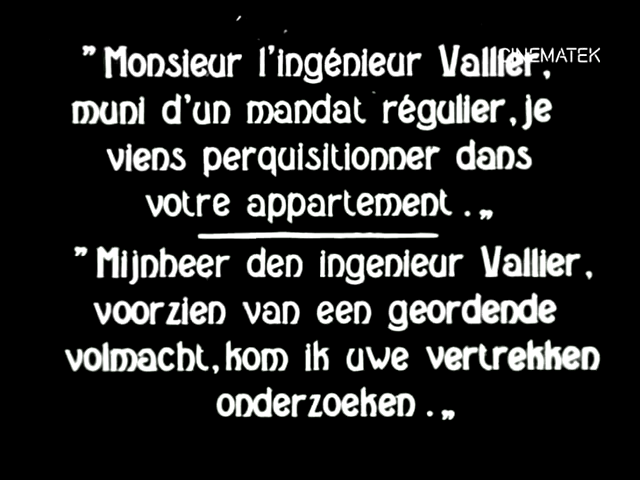 CINEMATEK
"Monsieur l'ingénieur Vallier,
muni d'un mandat régulier, je
viens perquisitionner dans
votre appartement.„
"Mijnheer den ingenieur Vallier,
voorzien van een geordende
volmacht, kom ik uwe vertrekken
onderzoeken.„